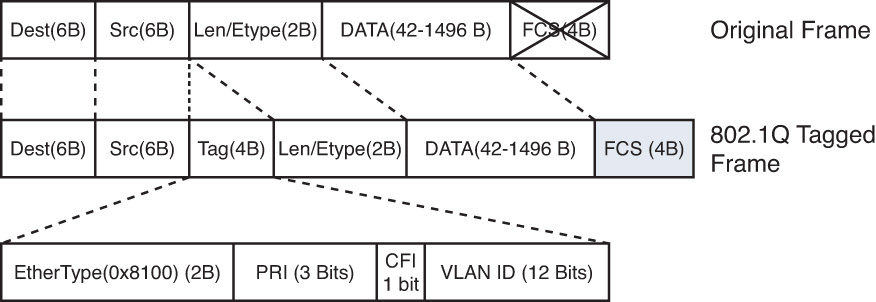 Dest(6B) Src(6B) Len/Etype(2B) DATA(42-1496 B) FCS(4B) Original Frame
Dest(6B) Src(6B) Tag(4B) Len/Etype(2B) DATA(42-1496 B) FCS (4B) 802.1Q Tagged
Frame
EtherType(0x8100) (2B) PRI (3 Bits) CFI VLAN ID (12 Bits)
1 bit